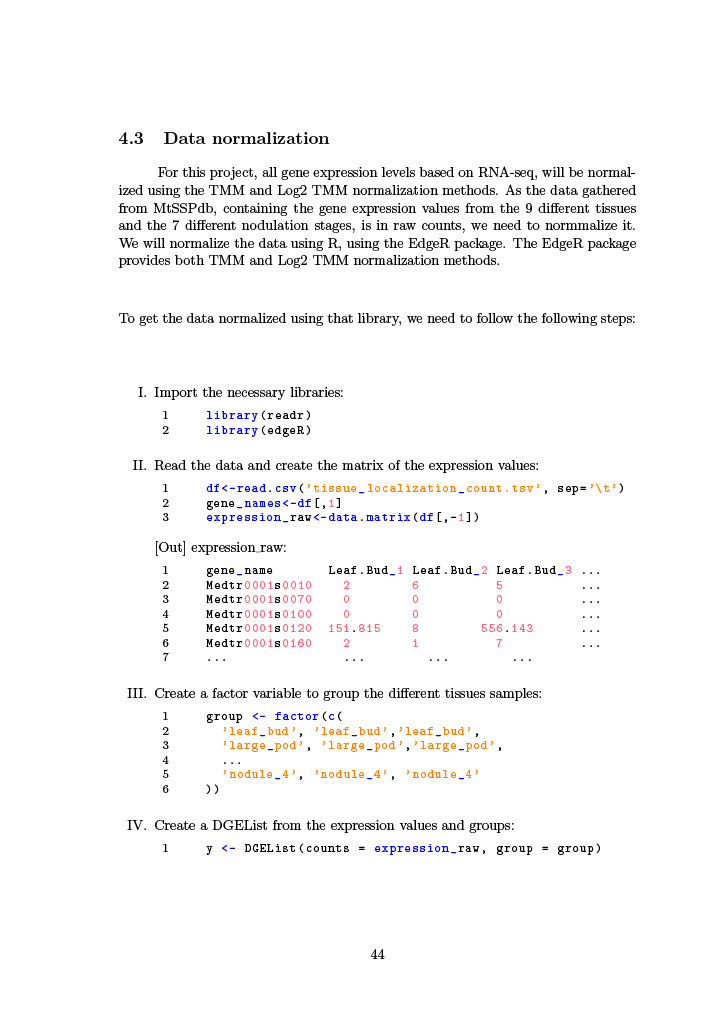 4.3 Data normalization
For this project, all gene expression levels based on RNA-seq, will be normal-
ized using the TMM and Log2 TMM normalization methods. As the data gathered
from MtSSPdb, containing the gene expression values from the 9 different tissues
and the 7 different nodulation stages, is in raw counts, we need to normmalize it.
We will normalize the data using R, using the EdgeR package. The EdgeR package
provides both TMM and Log2 TMM normalization methods.
To get the data normalized using that library, we need to follow the following steps:
I. Import the necessary libraries:
1 library(readr)
2 library(edgeR)
II. Read the data and create the matrix of the expression values:
1 df<-read.csv('tissue_localization_count.tsv', sep='\t')
2 gene_names<-df[,1]
3 expression_raw<-data.matrix(df[,-1])
[Out] expression_raw:
1 gene_name Leaf.Bud_1 Leaf.Bud_2 Leaf.Bud_3 ...
2 Medtr0001s0010 2 6 5 ...
3 Medtr0001s0070 0 0 0 ...
4 Medtr0001s0100 0 0 0 ...
5 Medtr0001s0120 151.815 8 556.143 ...
6 Medtr0001s0160 2 1 7 ...
7 ... ... ... ...
III. Create a factor variable to group the different tissues samples:
1 group <- factor(c(
2 'leaf_bud', 'leaf_bud','leaf_bud',
3 'large_pod', 'large_pod','large_pod',
4 ...
5 'nodule_4', 'nodule_4', 'nodule_4'
6 ))
IV. Create a DGEList from the expression values and groups:
1 y <- DGEList(counts = expression_raw, group = group)
44